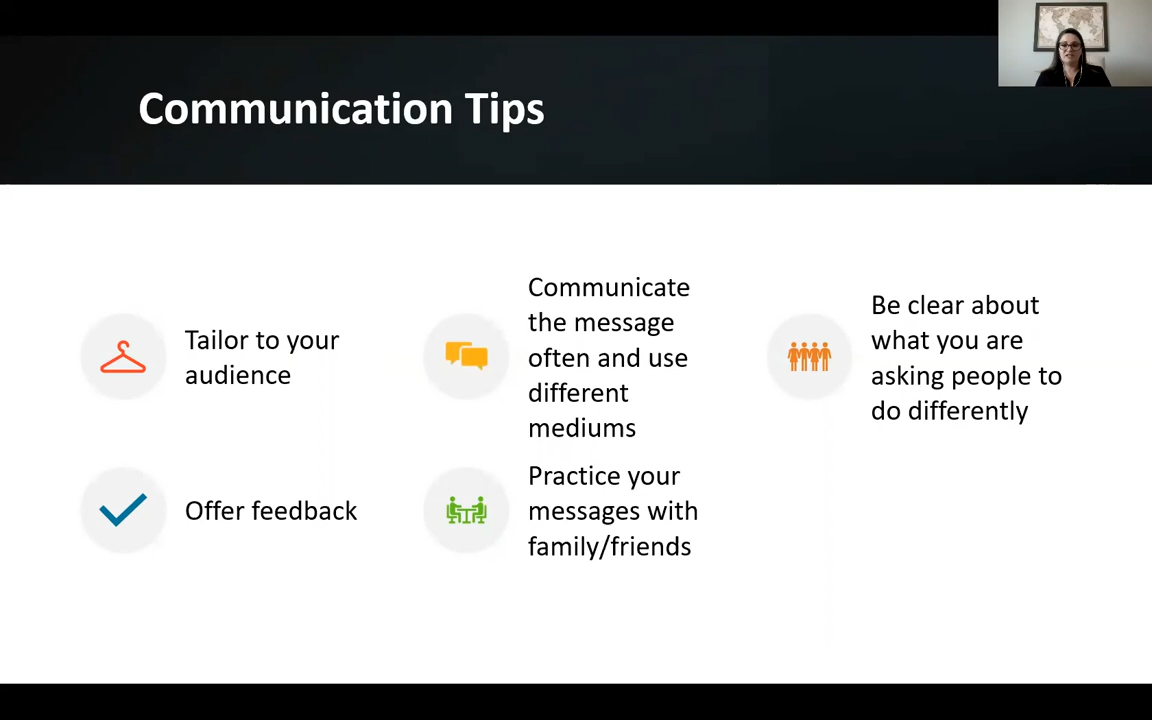 Communication Tips
Tailor to your
audience
Communicate
the message
often and use
different
mediums
Be clear about
what you are
asking people to
do differently
Offer feedback
Practice your
messages with
family/friends